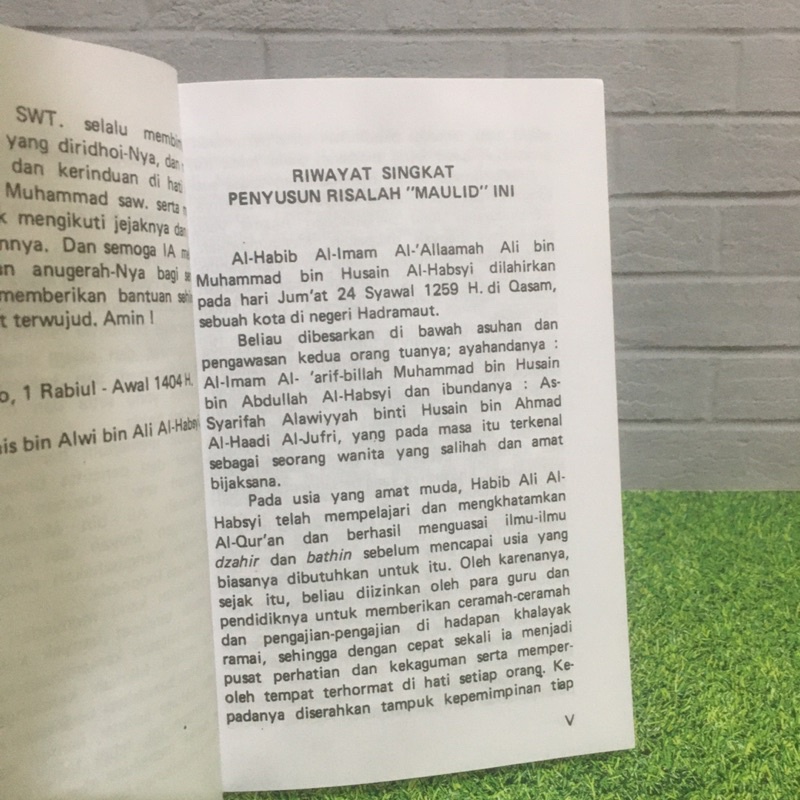 SWT. selalu
yang diridhoi-Nya, dan
dan kerinduan di hati
Muhammad saw. serta
mengikuti jejaknya dan
Dan semoga IA
anugerah-Nya bagi
memberikan bantuan
terwujud. Amin !
1 Rabiul - Awal 1404 H.
bin Alwi bin Ali Al-Habsyi
RIWAYAT SINGKAT
PENYUSUN RISALAH "MAULID" INI
Al-Habib Al-Imam Al-'Allaamah Ali bin
Muhammad bin Husain Al-Habsyi dilahirkan
pada hari Jum'at 24 Syawal 1259 H. di Qasam,
sebuah kota di negeri Hadramaut.
Beliau dibesarkan di bawah asuhan dan
pengawasan kedua orang tuanya; ayahandanya :
Al-Imam Al- 'arif-billah Muhammad bin Husain
bin Abdullah Al-Habsyi dan ibundanya : As-
Syarifah Alawiyyah binti Husain bin Ahmad
Al-Haadi Al-Jufri, yang pada masa itu terkenal
sebagai seorang wanita yang salihah dan amat
bijaksana.
Pada usia yang amat muda, Habib Ali Al-
Habsyi telah mempelajari dan mengkhatamkan
Al-Qur'an dan berhasil menguasai ilmu-ilmu
dzahir dan bathin sebelum mencapai usia yang
biasanya dibutuhkan untuk itu. Oleh karenanya,
sejak itu, beliau diizinkan oleh para guru dan
pendidiknya untuk memberikan ceramah-ceramah
dan pengajian-pengajian di hadapan khalayak
ramai, sehingga dengan cepat sekali ia menjadi
pusat perhatian dan kekaguman serta memper-
oleh tempat terhormat di hati setiap orang. Ke-
padanya diserahkan tampuk kepemimpinan tiap
V